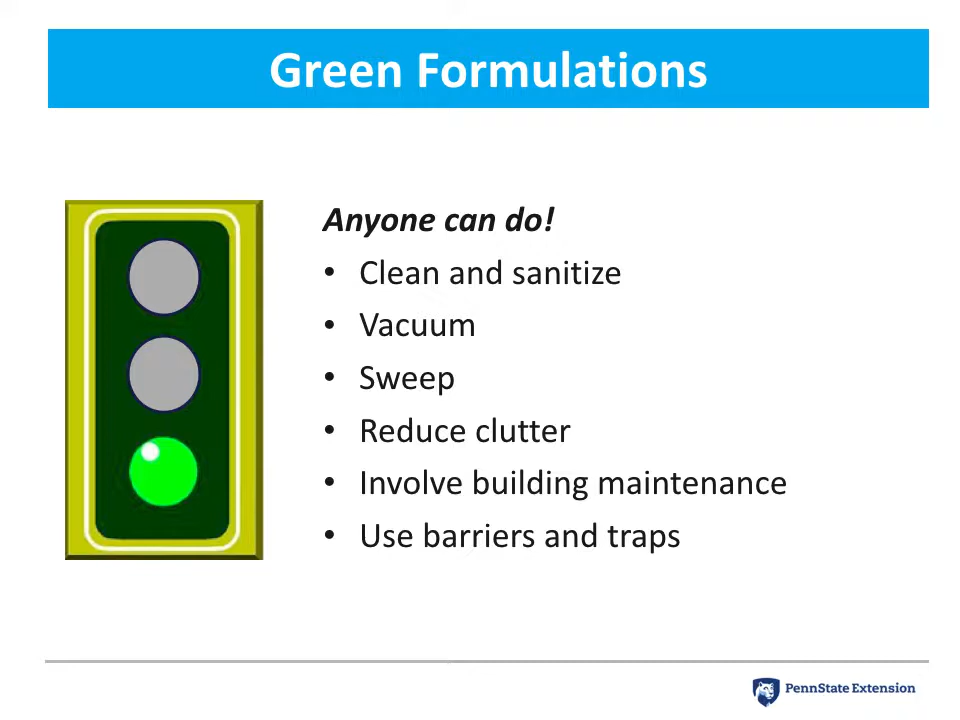 Green Formulations
Anyone can do!
• Clean and sanitize
• Vacuum
• Sweep
• Reduce clutter
• Involve building maintenance
• Use barriers and traps
PennState Extension